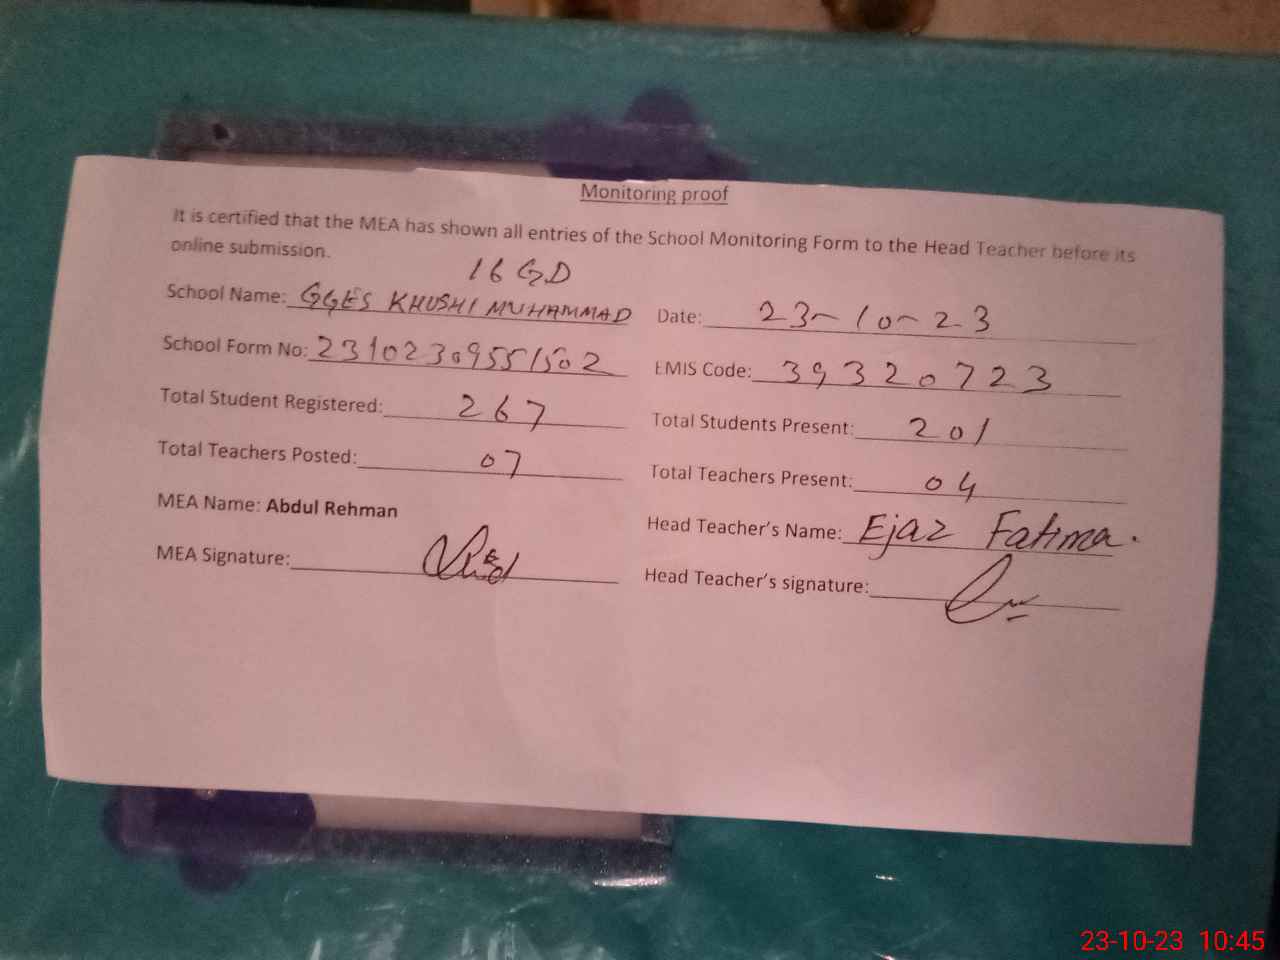 Monitoring proof
It is certified that the MEA has shown all entries of the School Monitoring Form to the Head Teacher before its
online submission.
16 GD
School Name: GGES KHUSHI MUHAMMAD Date: 23-10-23
School Form No: 231023095551502 EMIS Code: 39320723
Total Student Registered: 267 Total Students Present: 201
Total Teachers Posted: 07 Total Teachers Present: 04
MEA Name: Abdul Rehman Head Teacher's Name: Ejaz Fatima.
MEA Signature: Head Teacher's signature:
23-10-23 10:45